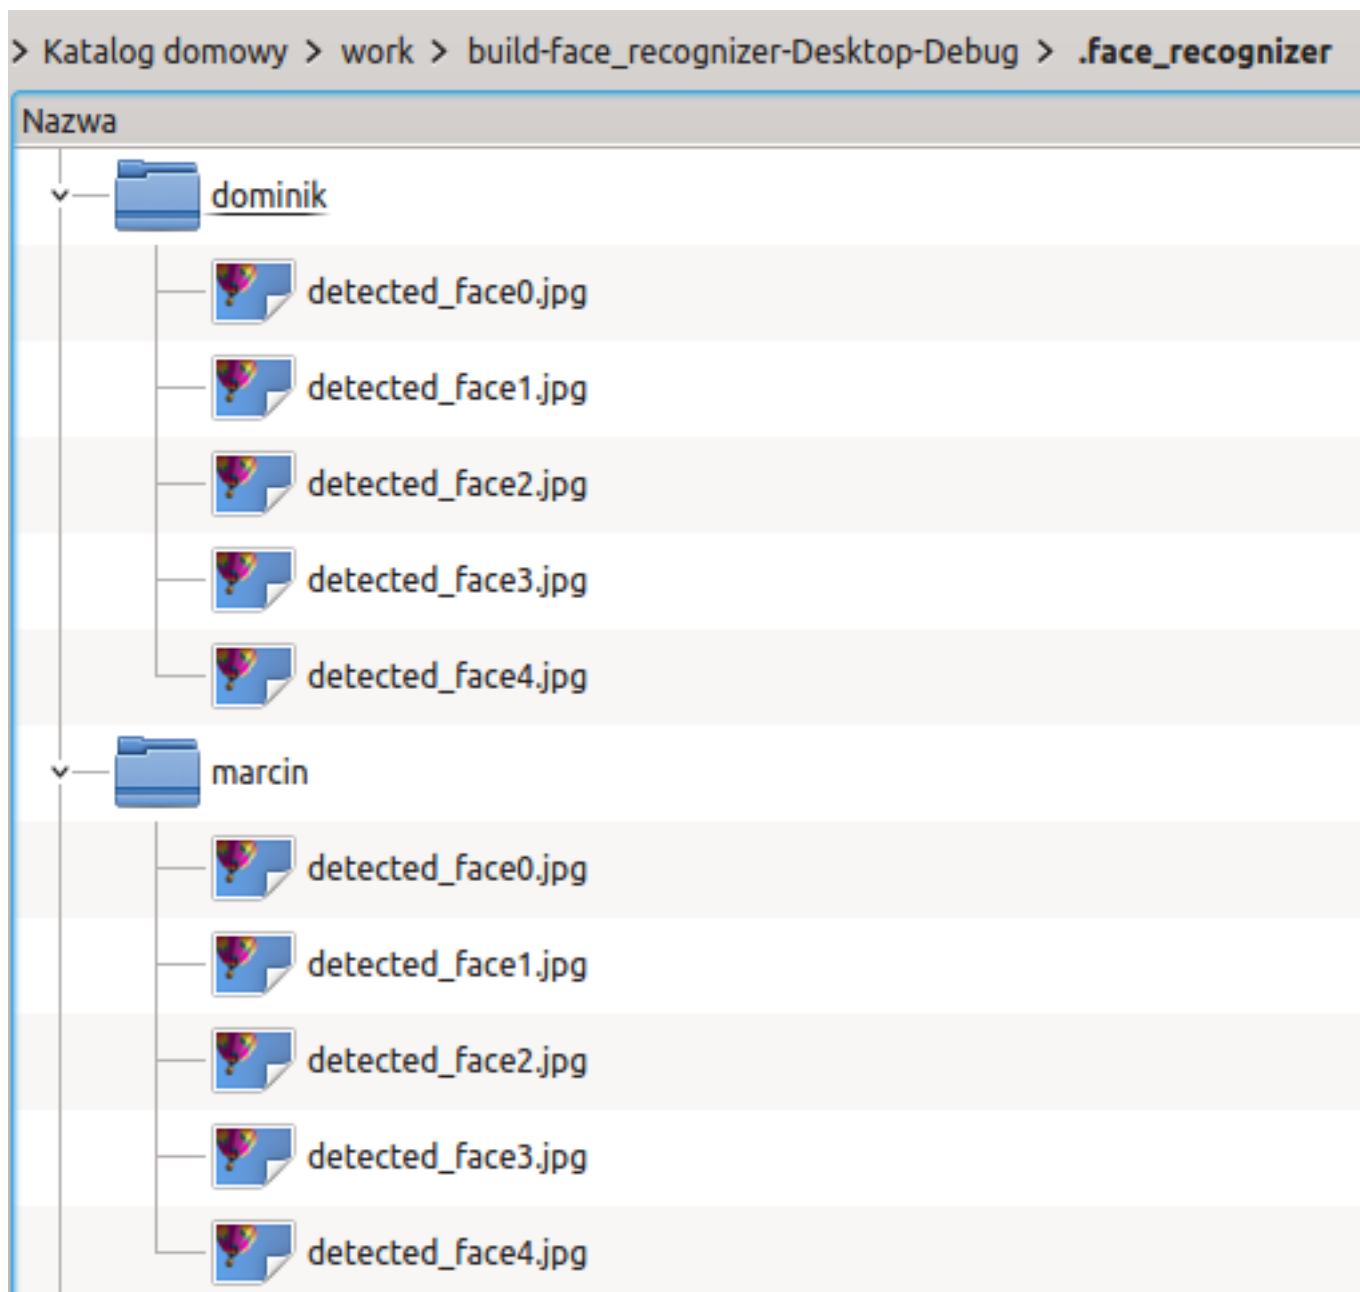 > Katalog domowy > work > build-face_recognizer-Desktop-Debug > .face_recognizer
Nazwa
dominik
detected_face0.jpg
detected_face1.jpg
detected_face2.jpg
detected_face3.jpg
detected_face4.jpg
marcin
detected_face0.jpg
detected_face1.jpg
detected_face2.jpg
detected_face3.jpg
detected_face4.jpg